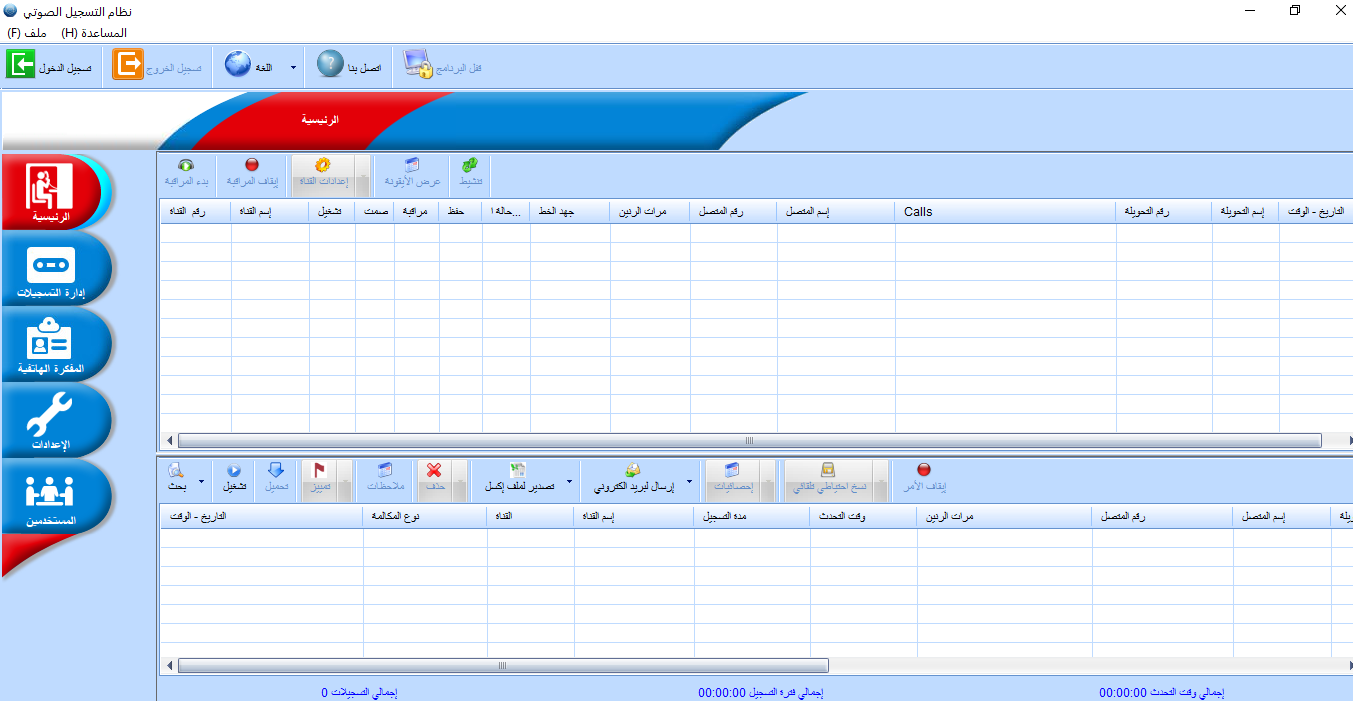 نظام التسجيل الصوتي
ملف (F) المساعدة (H)
تسجيل الدخول
تسجيل الخروج
اللغة
اتصل بنا
قفل البرنامج
الرئيسية
الرئيسية
إدارة التسجيلات
المفكرة الهاتفية
الإعدادات
المستخدمين
بدء المراقبة
إيقاف المراقبة
إعدادات القناة
عرض الأيقونة
تنشيط
رقم القناة
إسم القناة
تشغيل
صمت
مراقبة
حفظ
حالة ا...
جهد الخط
مرات الرنين
رقم المتصل
إسم المتصل
Calls
رقم التحويلة
إسم التحويلة
التاريخ - الوقت
بحث
تشغيل
تحميل
تمييز
ملاحظات
حذف
تصدير لملف إكسل
إرسال لبريد الكتروني
إحصائيات
نسخ احتياطي تلقائي
إيقاف الأمر
التاريخ - الوقت
نوع المكالمة
القناة
إسم القناة
مدة التسجيل
وقت التحدث
مرات الرنين
رقم المتصل
إسم المتصل
إجمالي التسجيلات 0
إجمالي فترة التسجيل 00:00:00
إجمالي وقت التحدث 00:00:00